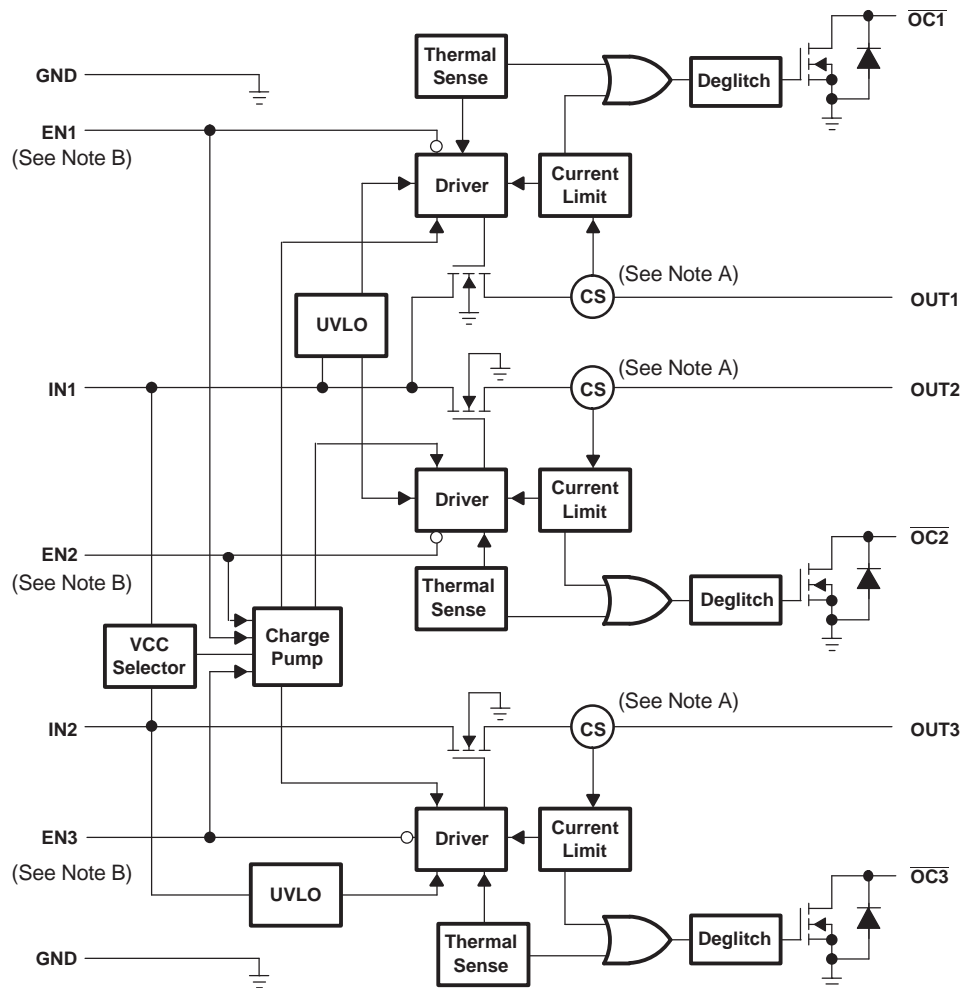 OC1
Thermal
Sense
GND
Deglitch
EN1
(See Note B)
Driver
Current
Limit
(See Note A)
CS
OUT1
UVLO
(See Note A)
IN1
CS
OUT2
Driver
Current
Limit
OC2
EN2
(See Note B)
Thermal
Sense
Deglitch
VCC
Selector
Charge
Pump
(See Note A)
IN2
CS
OUT3
EN3
Driver
Current
Limit
(See Note B)
OC3
UVLO
Thermal
Sense
Deglitch
GND